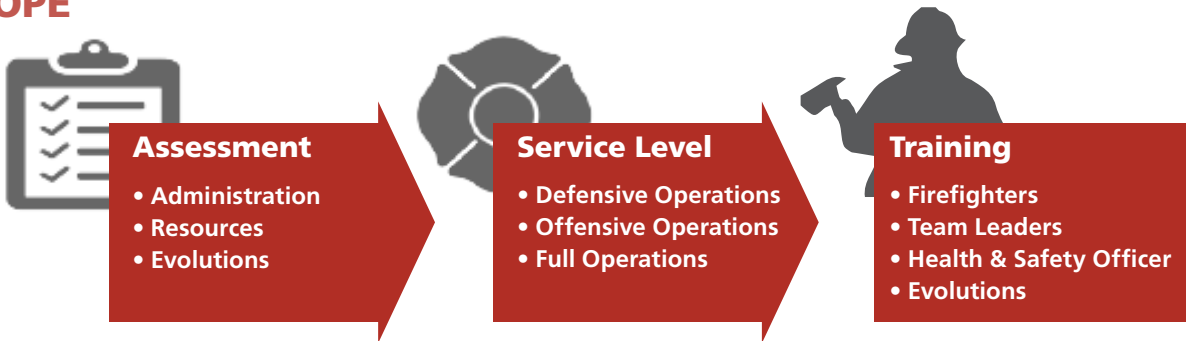 OPE
Assessment
• Administration
• Resources
• Evolutions
Service Level
• Defensive Operations
• Offensive Operations
• Full Operations
Training
• Firefighters
• Team Leaders
• Health & Safety Officer
• Evolutions